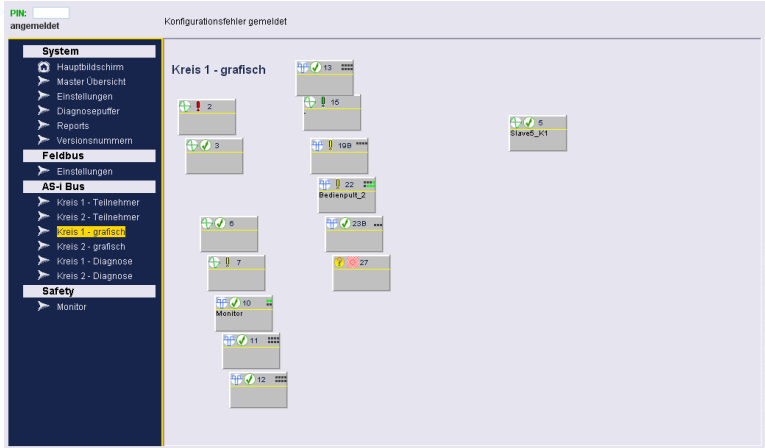 PIN:
angemeldet
Konfigurationsfehler gemeldet
System
Hauptbildschirm
Master Übersicht
Einstellungen
Diagnosepuffer
Reports
Versionsnummern
Feldbus
Einstellungen
AS-i Bus
Kreis 1 - Teilnehmer
Kreis 2 - Teilnehmer
Kreis 1 - grafisch
Kreis 2 - grafisch
Kreis 1 - Diagnose
Kreis 2 - Diagnose
Safety
Monitor
Kreis 1 - grafisch
13
2
16
5
Slave5_K1
3
19B
22
Bedienpult_2
6
23B
7
27
10
Monitor
11
12